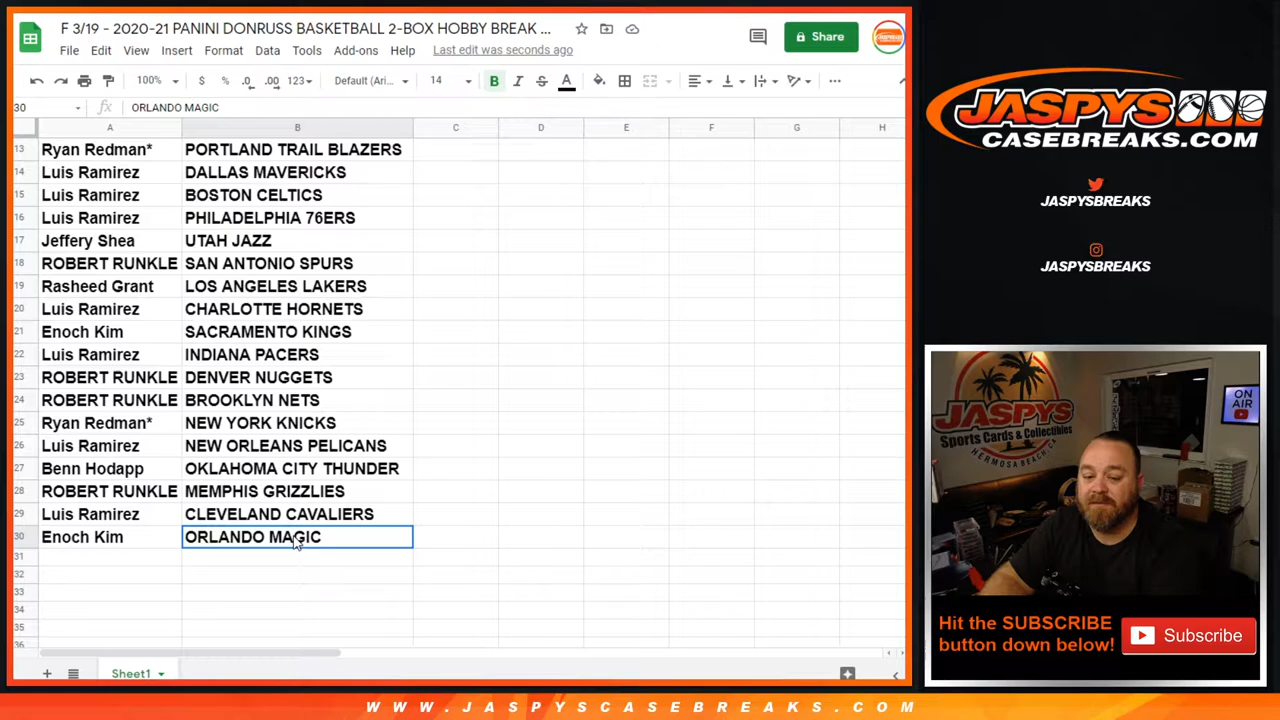 F 3/19 - 2020-21 PANINI DONRUSS BASKETBALL 2-BOX HOBBY BREAK ...
Share
File Edit View Insert Format Data Tools Add-ons Help Last edit was seconds ago
100% $ % .0 .00 123 Default (Ari... 14 B I S A
30 fx ORLANDO MAGIC
A B C D E F G H
13 Ryan Redman* PORTLAND TRAIL BLAZERS
14 Luis Ramirez DALLAS MAVERICKS
15 Luis Ramirez BOSTON CELTICS
16 Luis Ramirez PHILADELPHIA 76ERS
17 Jeffery Shea UTAH JAZZ
18 ROBERT RUNKLE SAN ANTONIO SPURS
19 Rasheed Grant LOS ANGELES LAKERS
20 Luis Ramirez CHARLOTTE HORNETS
21 Enoch Kim SACRAMENTO KINGS
22 Luis Ramirez INDIANA PACERS
23 ROBERT RUNKLE DENVER NUGGETS
24 ROBERT RUNKLE BROOKLYN NETS
25 Ryan Redman* NEW YORK KNICKS
26 Luis Ramirez NEW ORLEANS PELICANS
27 Benn Hodapp OKLAHOMA CITY THUNDER
28 ROBERT RUNKLE MEMPHIS GRIZZLIES
29 Luis Ramirez CLEVELAND CAVALIERS
30 Enoch Kim ORLANDO MAGIC
31
32
33
34
35
36
Sheet1
JASPYS
CASEBREAKS.COM
JASPYSBREAKS
JASPYSBREAKS
JASPYS
Sports Cards & Collectibles
HERMOSA BEACH, CA
ON AIR
Hit the SUBSCRIBE
button down below!
Subscribe
WWW.JASPYSCASEBREAKS.COM